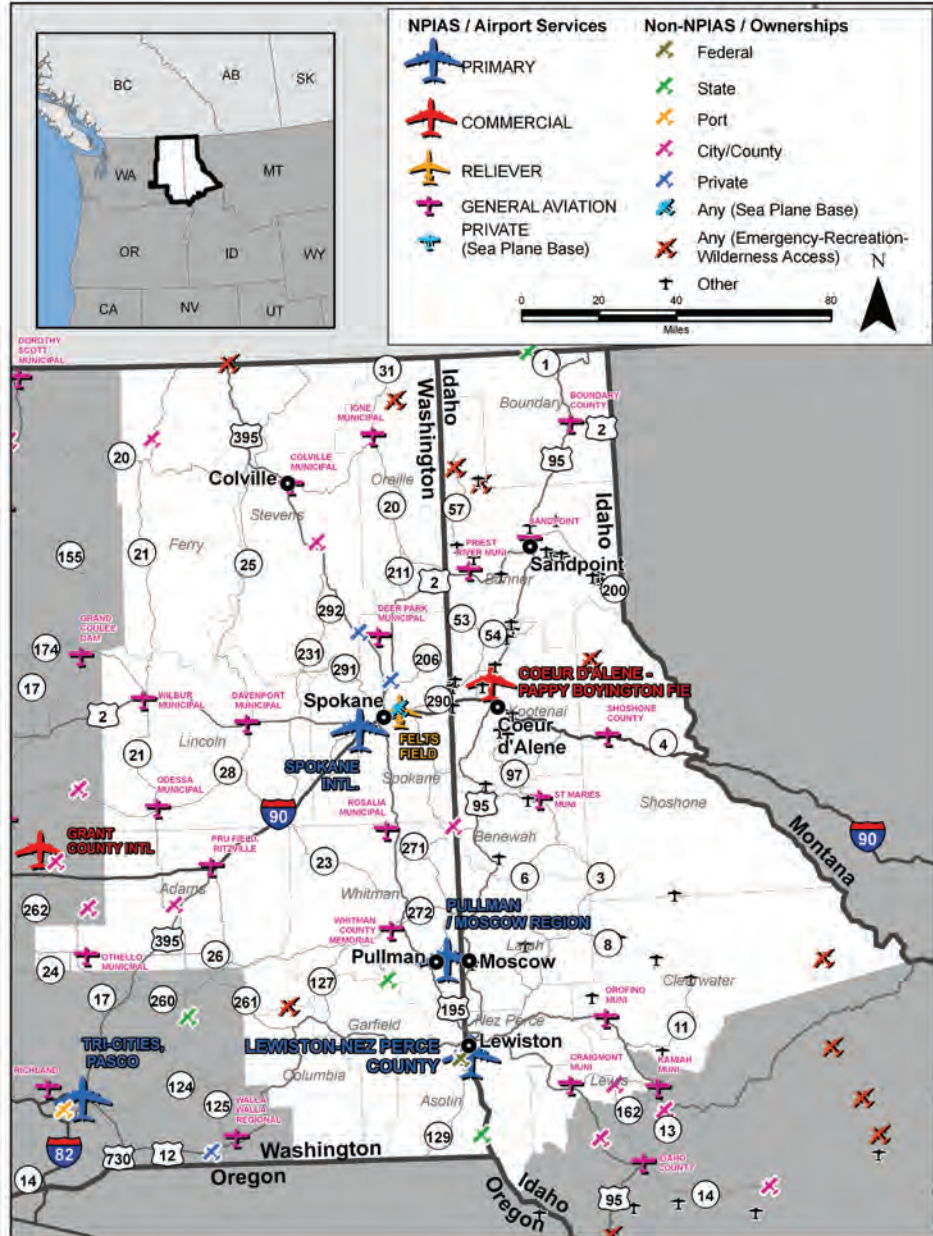 NPIAS / Airport Services
PRIMARY
COMMERCIAL
RELIEVER
GENERAL AVIATION
PRIVATE
(Sea Plane Base)
Non-NPIAS / Ownerships
Federal
State
Port
City/County
Private
Any (Sea Plane Base)
Any (Emergency-Recreation-
Wilderness Access)
Other
N
0 20 40 80
Miles
BC
AB
SK
WA
MT
OR
ID
WY
CA
NV
UT
DOROTHY
SCOTT
MUNICIPAL
31
Washington
Idaho
1
Boundary
BOUNDARY
COUNTY
2
IONE
MUNICIPAL
395
20
COLVILLE
MUNICIPAL
Colville
Stevens
Oreille
95
Idaho
20
57
SANDPOINT
Sandpoint
155
21
Ferry
25
211
2
PRIEST
RIVER MUNI
Bonner
200
292
DEER PARK
MUNICIPAL
53
54
GRAND
COULEE
DAM
174
231
291
206
17
COEUR D'ALENE -
PAPPY BOYINGTON FIE
WILBUR
MUNICIPAL
DAVENPORT
MUNICIPAL
Spokane
290
Kootenai
2
FELTS
FIELD
Coeur
d'Alene
SHOSHONE
COUNTY
4
Lincoln
21
SPOKANE
INTL.
Spokane
97
28
ODESSA
MUNICIPAL
95
ST MARIES
MUNI
Shoshone
90
ROSALIA
MUNICIPAL
GRANT
COUNTY INTL
271
Benewah
Montana
90
PRU FIELD,
RITZVILLE
23
6
3
Adams
Whitman
262
272
PULLMAN
/ MOSCOW REGION
WHITMAN
COUNTY
MEMORIAL
395
Latah
8
24
OTHELLO
MUNICIPAL
26
Pullman
Moscow
Clearwater
127
17
260
261
195
OROFINO
MUNI
11
Garfield
Nez Perce
TRI-CITIES,
PASCO
LEWISTON-NEZ PERCE
COUNTY
Lewiston
CRAIGMONT
MUNI
KAMIAH
MUNI
RICHLAND
124
Columbia
Lewis
125
WALLA
WALLA
REGIONAL
Asotin
162
13
129
82
730
12
Washington
Oregon
IDAHO
COUNTY
14
Idaho
Oregon
95
14